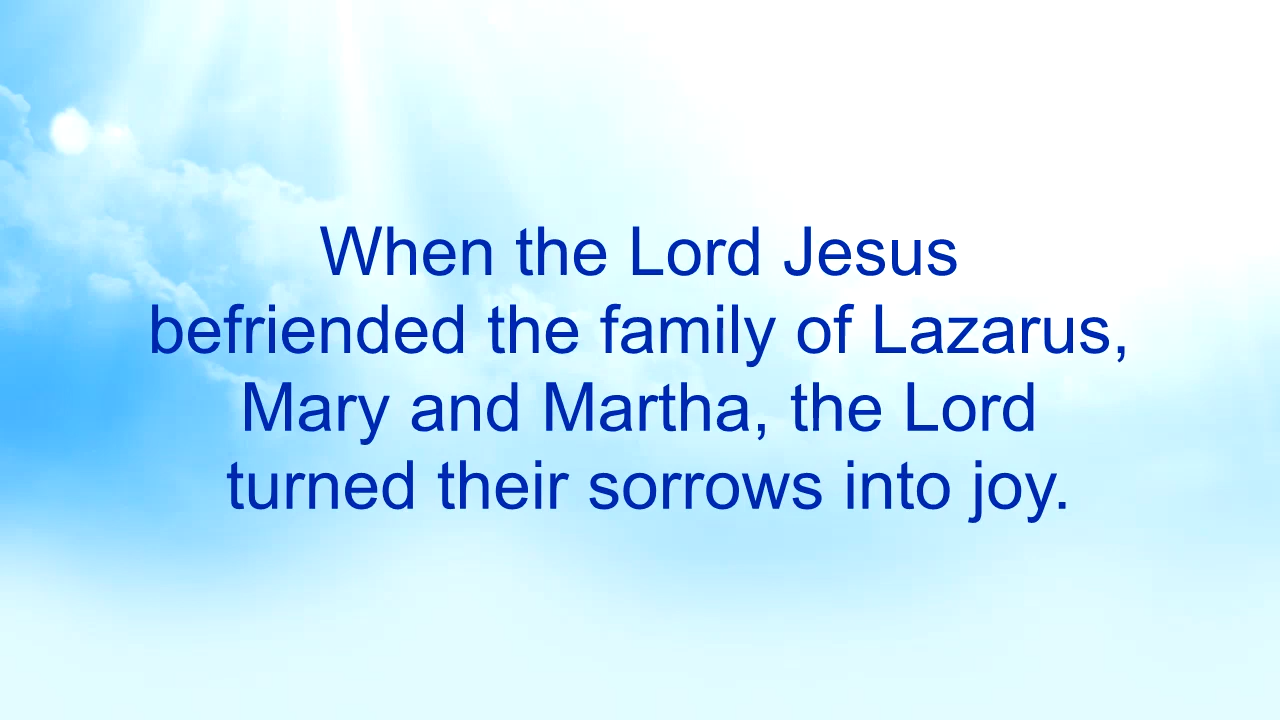 When the Lord Jesus
befriended the family of Lazarus,
Mary and Martha, the Lord
turned their sorrows into joy.